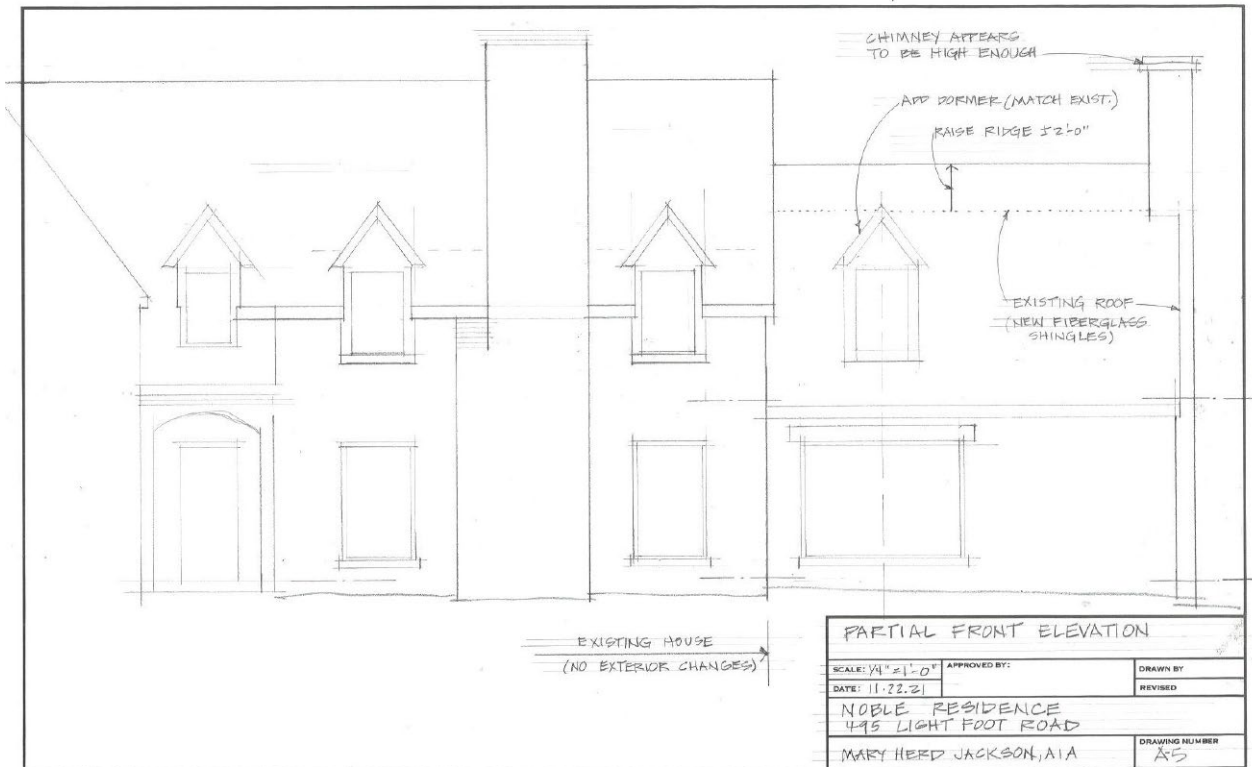 CHIMNEY APPEARS
TO BE HIGH ENOUGH
ADD DORMER (MATCH EXIST.)
RAISE RIDGE ±2'-0"
EXISTING ROOF
(NEW FIBERGLASS
SHINGLES)
EXISTING HOUSE
(NO EXTERIOR CHANGES)
PARTIAL FRONT ELEVATION
SCALE: 1/4" = 1'-0" APPROVED BY: DRAWN BY
DATE: 11.22.21 REVISED
NOBLE RESIDENCE
495 LIGHT FOOT ROAD
MARY HERD JACKSON, AIA
DRAWING NUMBER
A-5